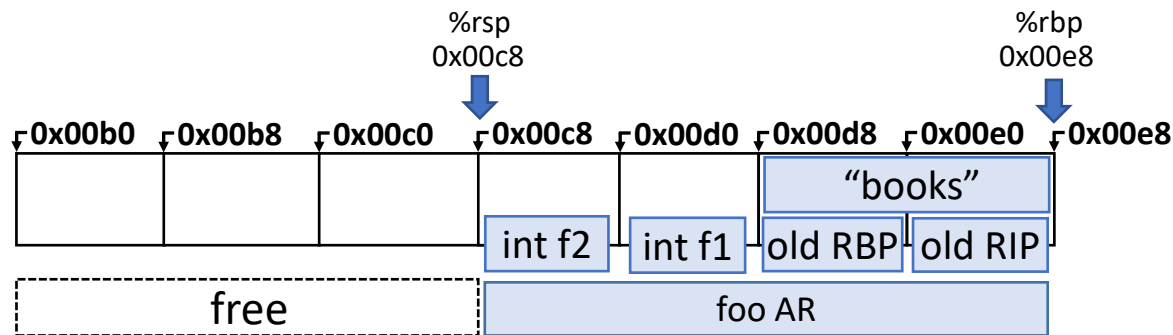 %rsp
0x00c8
%rbp
0x00e8
0x00b0 0x00b8 0x00c0 0x00c8 0x00d0 0x00d8 0x00e0 0x00e8
“books”
int f2 int f1 old RBP old RIP
free foo AR